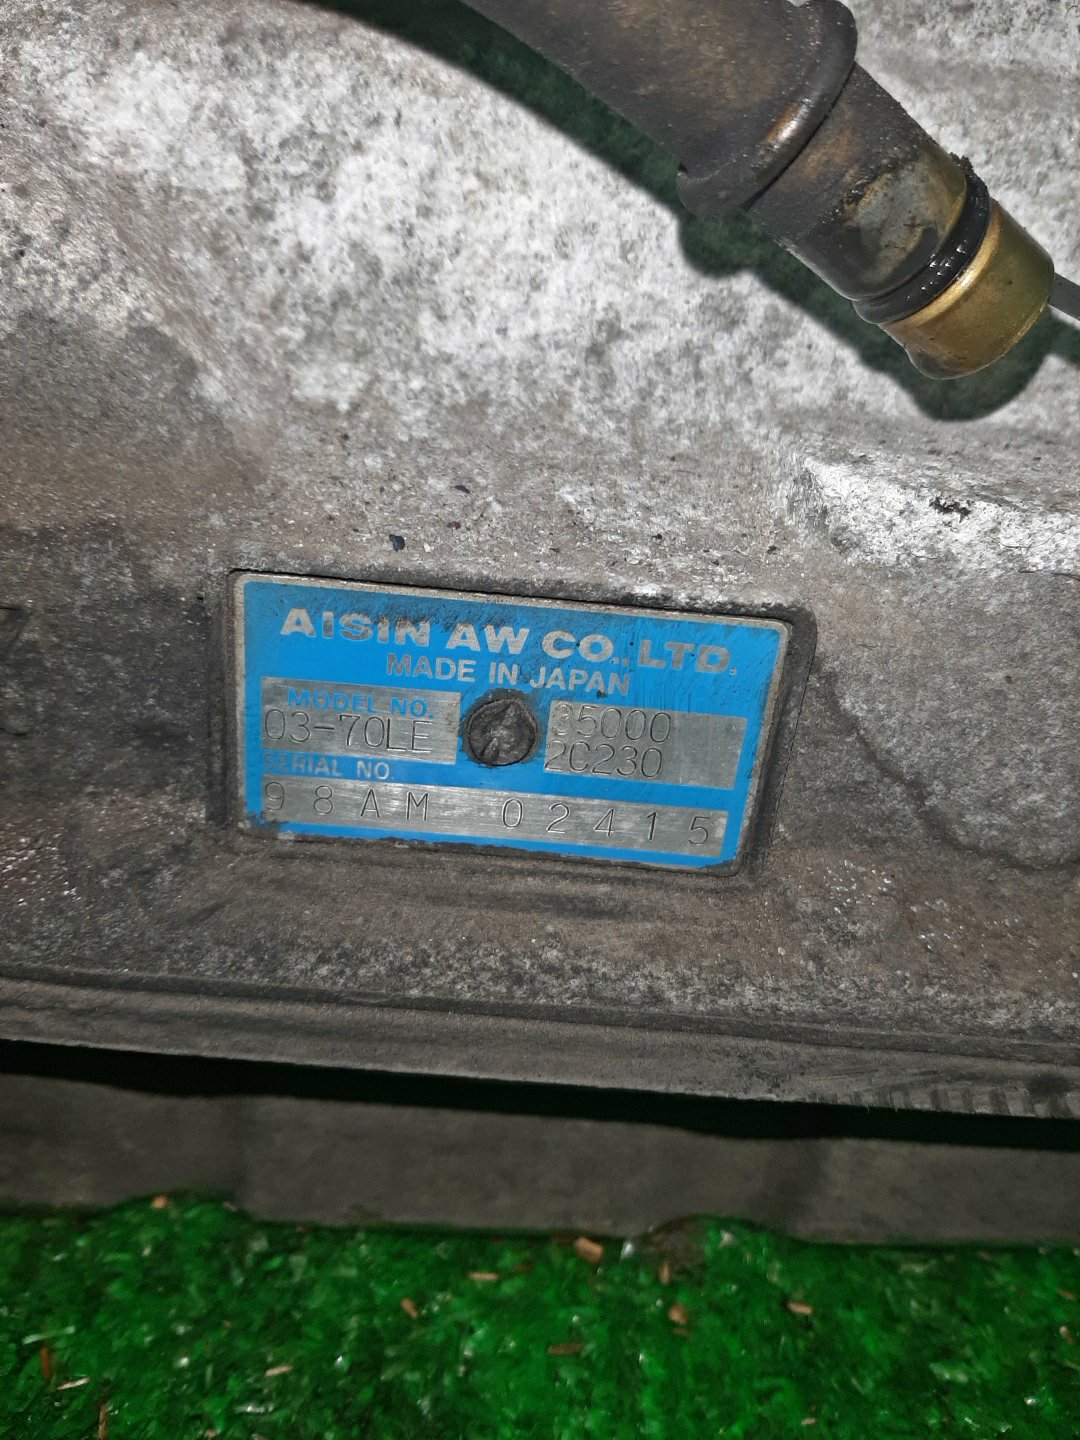 AISIN AW CO., LTD.
MADE IN JAPAN
MODEL NO.
03-70LE
35000
2C230
SERIAL NO.
98AM 02415